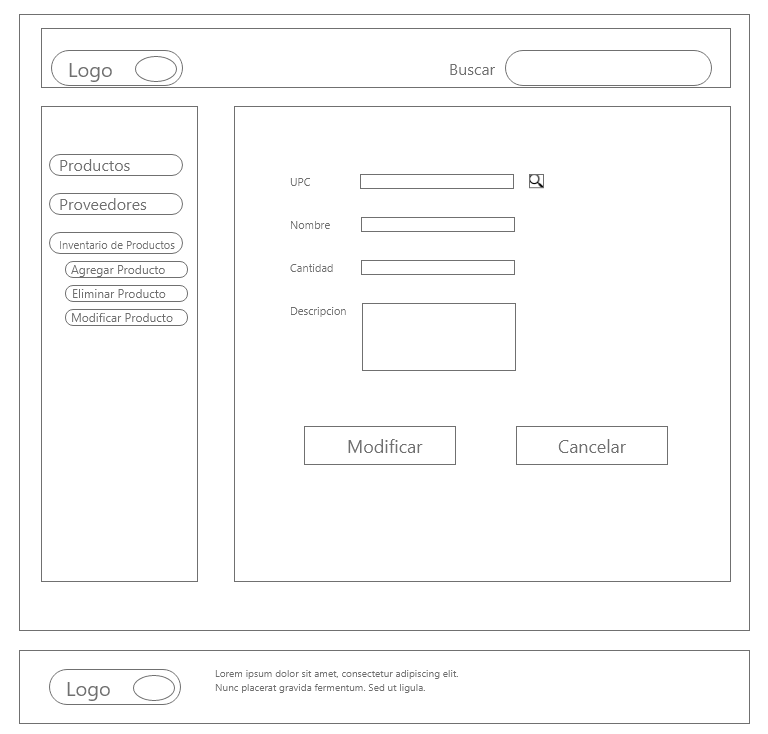 Logo
Buscar
Productos
Proveedores
Inventario de Productos
Agregar Producto
Eliminar Producto
Modificar Producto
UPC
Nombre
Cantidad
Descripcion
Modificar
Cancelar
Logo
Lorem ipsum dolor sit amet, consectetur adipiscing elit.
Nunc placerat gravida fermentum. Sed ut ligula.